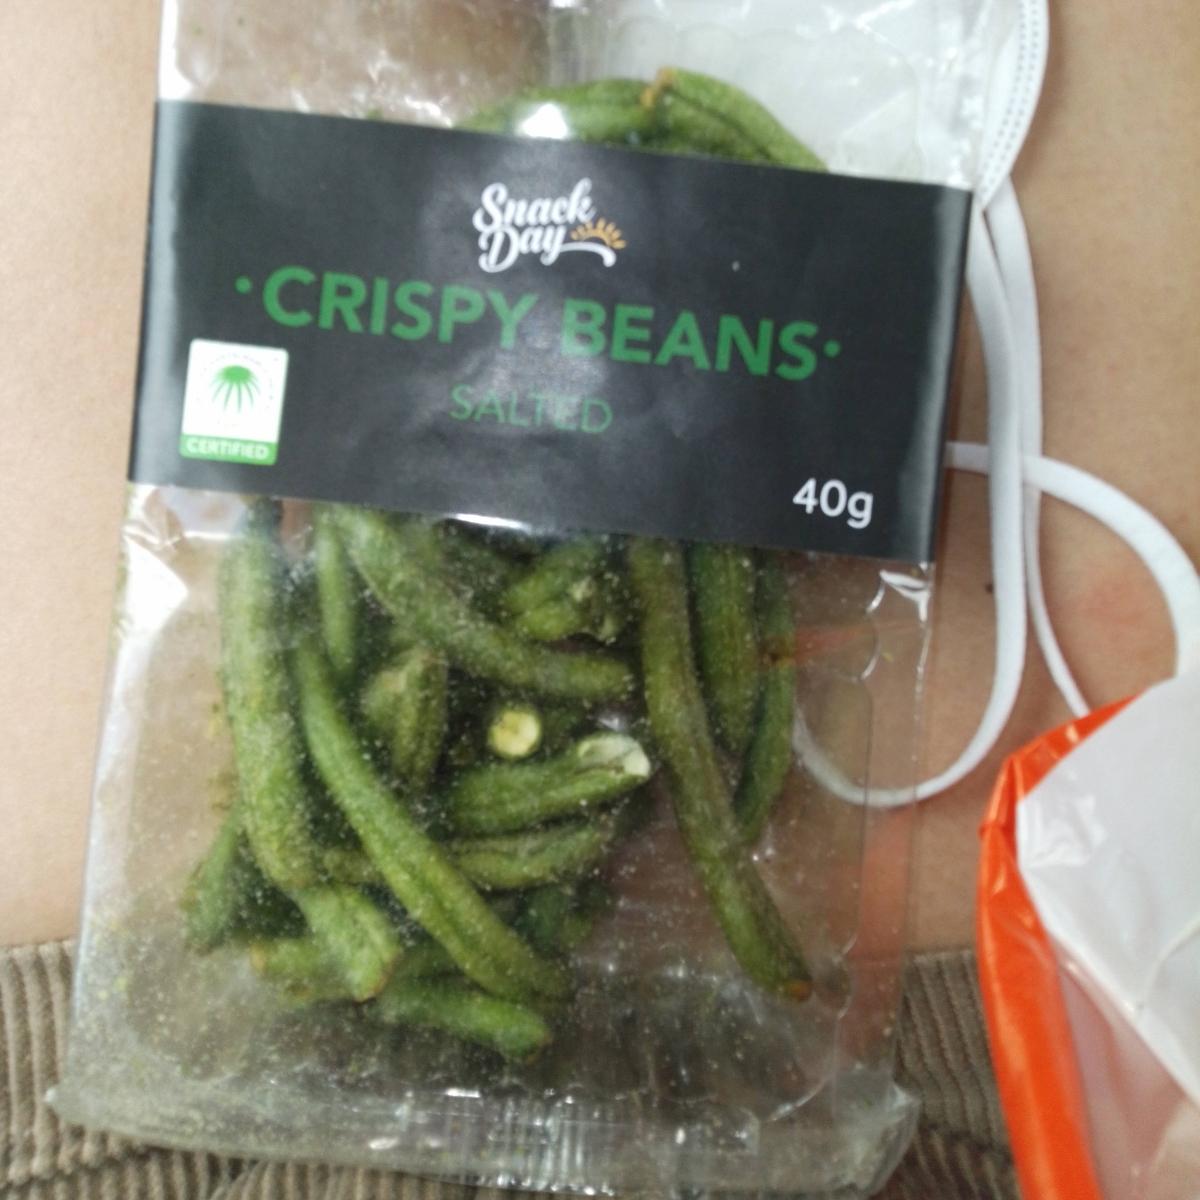 Snack
Day
CRISPY BEANS
SALTED
CERTIFIED
40g